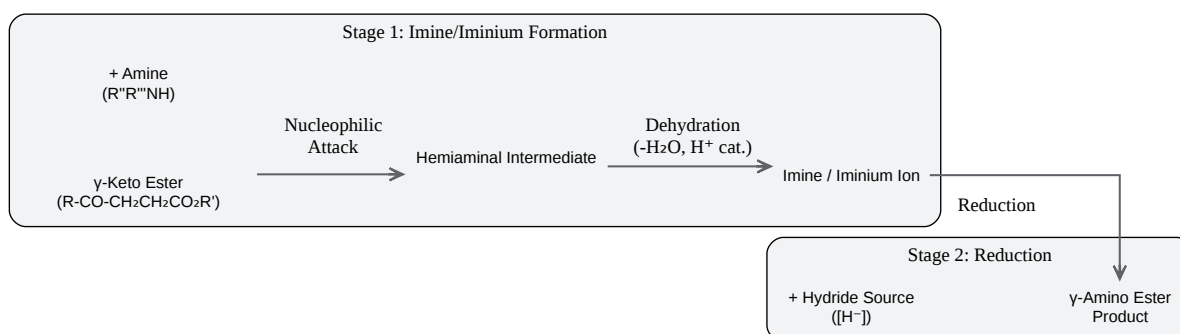 Stage 1: Imine/Iminium Formation
+ Amine
(R''R'''NH)
Nucleophilic
Attack
γ-Keto Ester
(R-CO-CH₂CH₂CO₂R')
Hemiaminal Intermediate
Dehydration
(-H₂O, H⁺ cat.)
Imine / Iminium Ion
Reduction
Stage 2: Reduction
+ Hydride Source
([H⁻])
γ-Amino Ester
Product